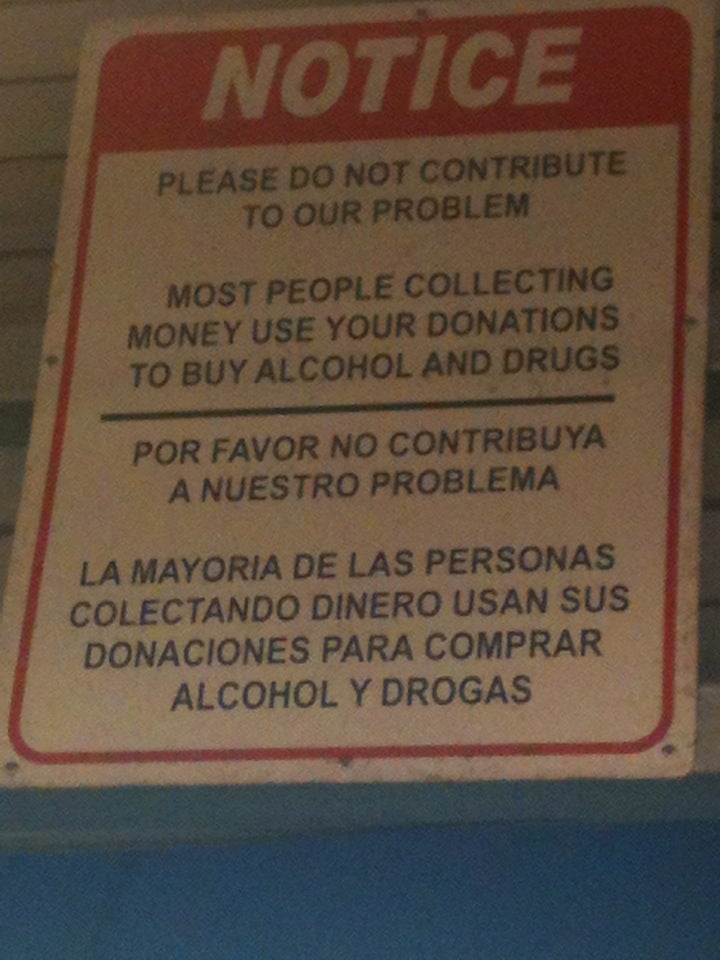 NOTICE
PLEASE DO NOT CONTRIBUTE
TO OUR PROBLEM
MOST PEOPLE COLLECTING
MONEY USE YOUR DONATIONS
TO BUY ALCOHOL AND DRUGS
POR FAVOR NO CONTRIBUYA
A NUESTRO PROBLEMA
LA MAYORIA DE LAS PERSONAS
COLECTANDO DINERO USAN SUS
DONACIONES PARA COMPRAR
ALCOHOL Y DROGAS